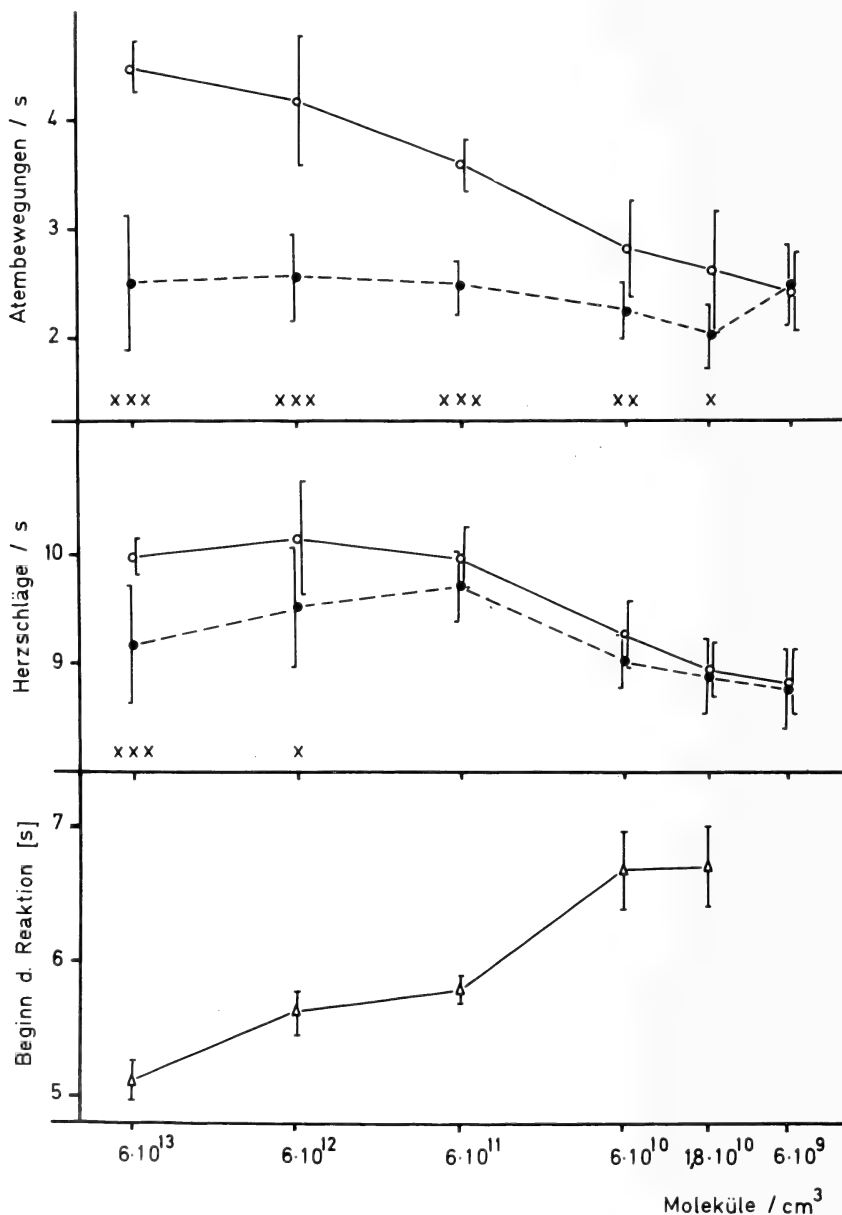 Atembewegungen / s
4
3
2
x x x
x x x
x x x
x x
x
Herzschläge / s
10
9
x x x
x
Beginn d. Reaktion [s]
7
6
5
6·10¹³
6·10¹²
6·10¹¹
6·10¹⁰
1,8·10¹⁰
6·10⁹
Moleküle / cm³